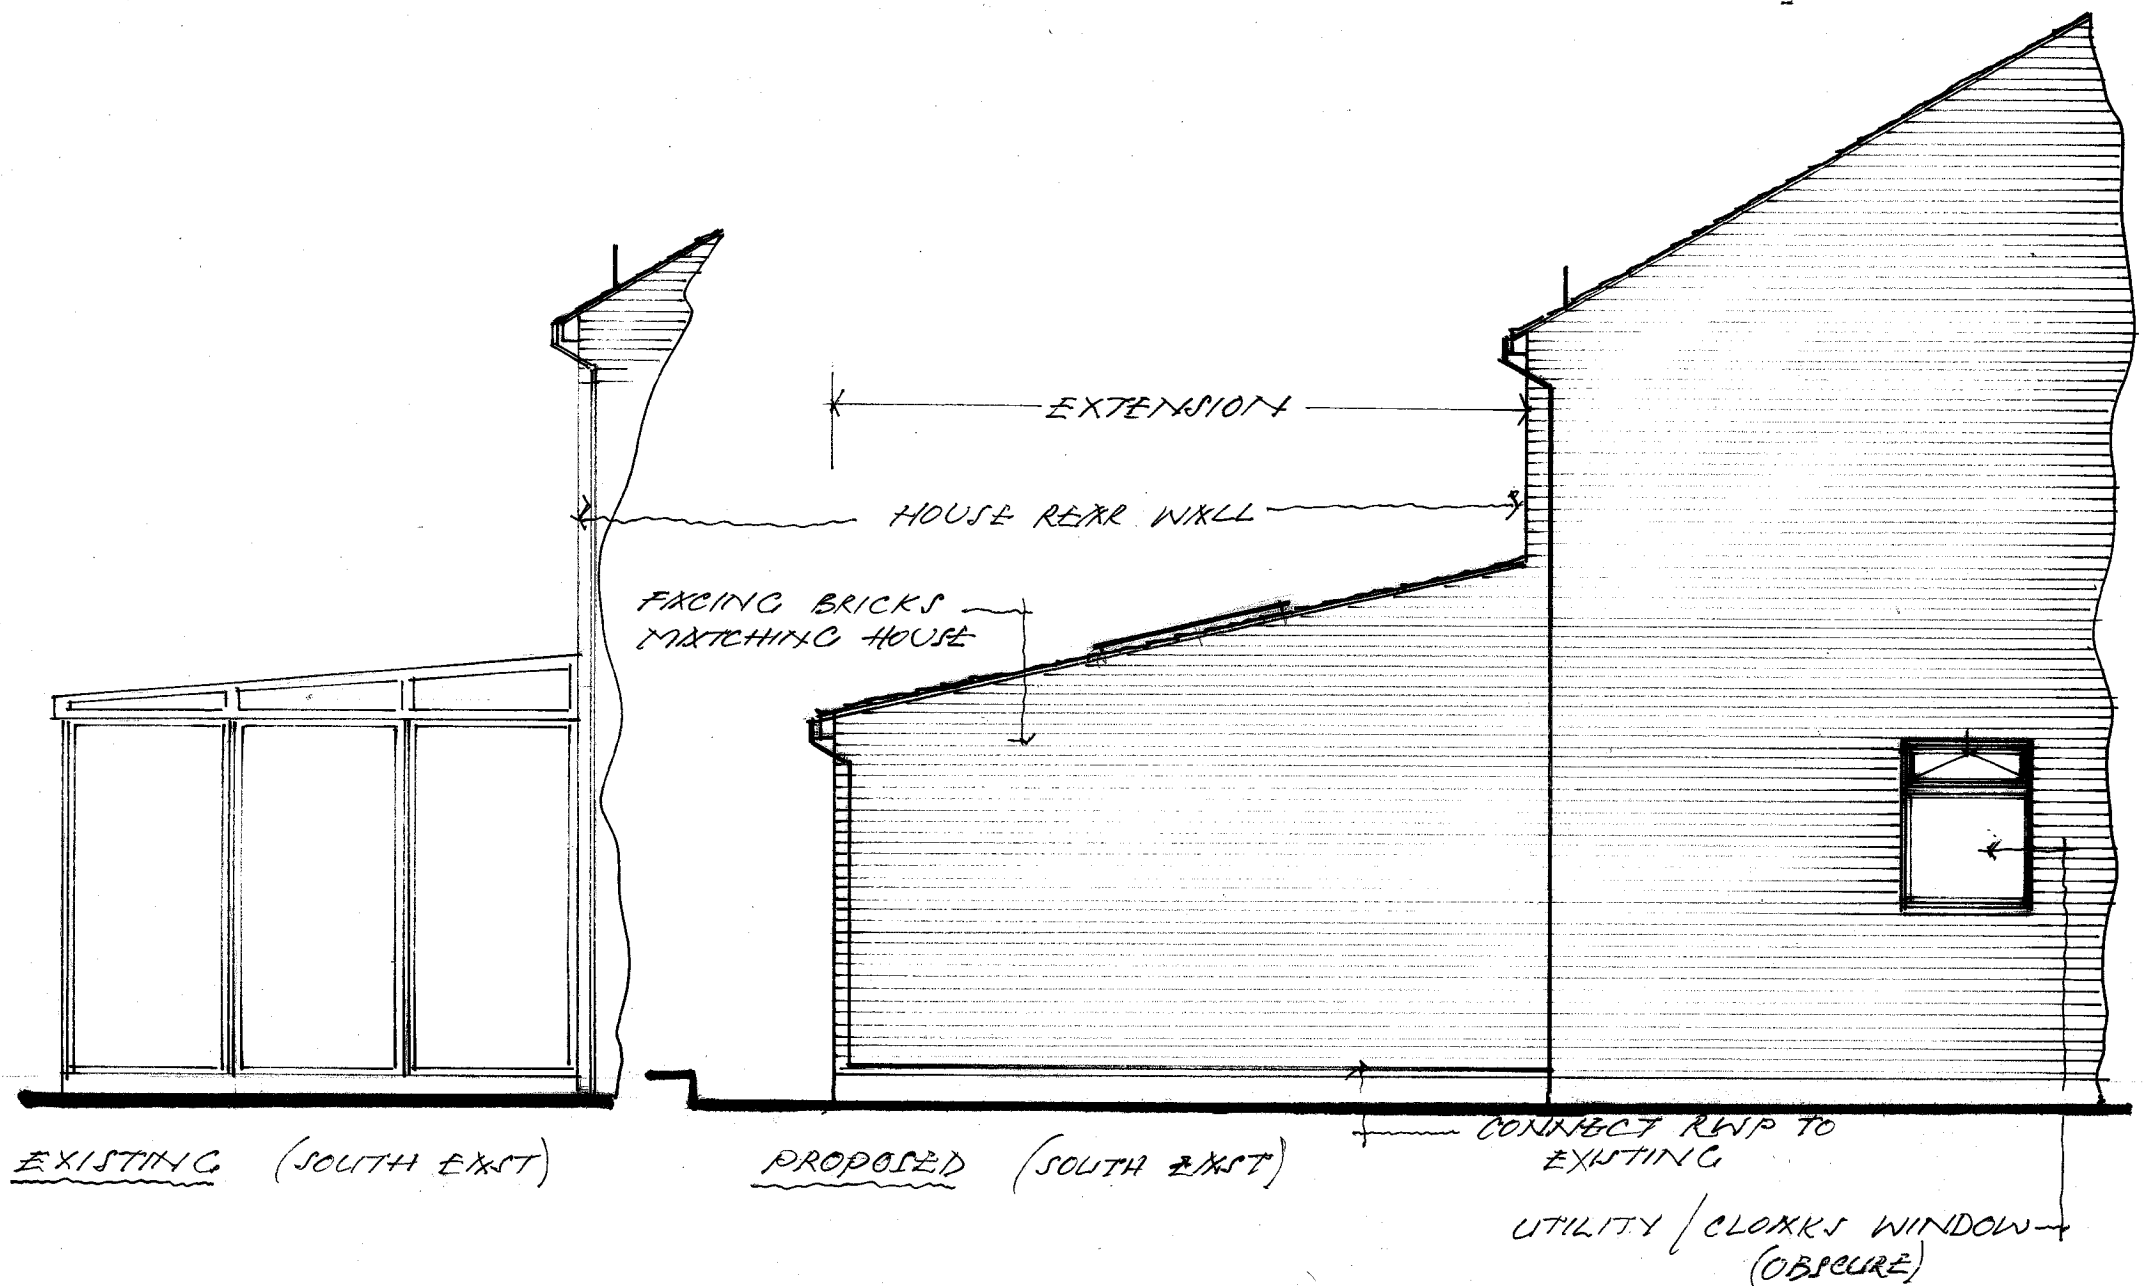 EXTENSION
HOUSE REAR WALL
FACING BRICKS
MATCHING HOUSE
EXISTING (SOUTH EAST)
PROPOSED (SOUTH EAST)
CONNECT RWP TO
EXISTING
UTILITY / CLOAKS WINDOW
(OBSCURE)